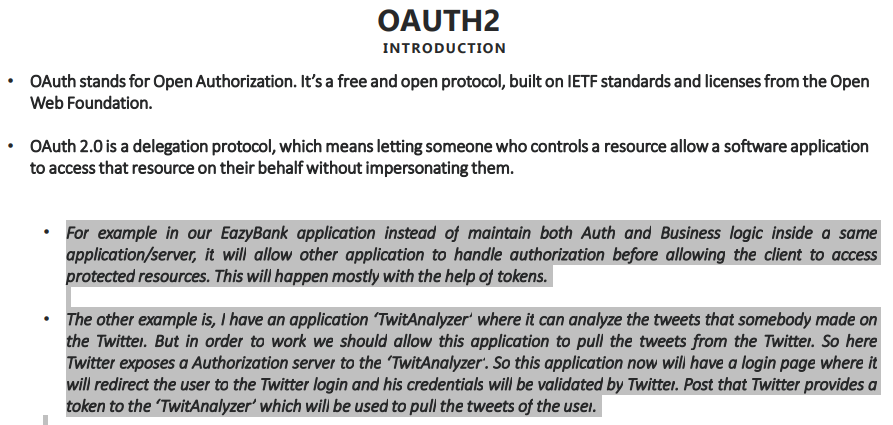 OAUTH2
INTRODUCTION
• OAuth stands for Open Authorization. It's a free and open protocol, built on IETF standards and licenses from the Open
Web Foundation.
• OAuth 2.0 is a delegation protocol, which means letting someone who controls a resource allow a software application
to access that resource on their behalf without impersonating them.
• For example in our EazyBank application instead of maintain both Auth and Business logic inside a same
application/server, it will allow other application to handle authorization before allowing the client to access
protected resources. This will happen mostly with the help of tokens.
• The other example is, I have an application ‘TwitAnalyzer’ where it can analyze the tweets that somebody made on
the Twitter. But in order to work we should allow this application to pull the tweets from the Twitter. So here
Twitter exposes a Authorization server to the ‘TwitAnalyzer’. So this application now will have a login page where it
will redirect the user to the Twitter login and his credentials will be validated by Twitter. Post that Twitter provides a
token to the ‘TwitAnalyzer’ which will be used to pull the tweets of the user.